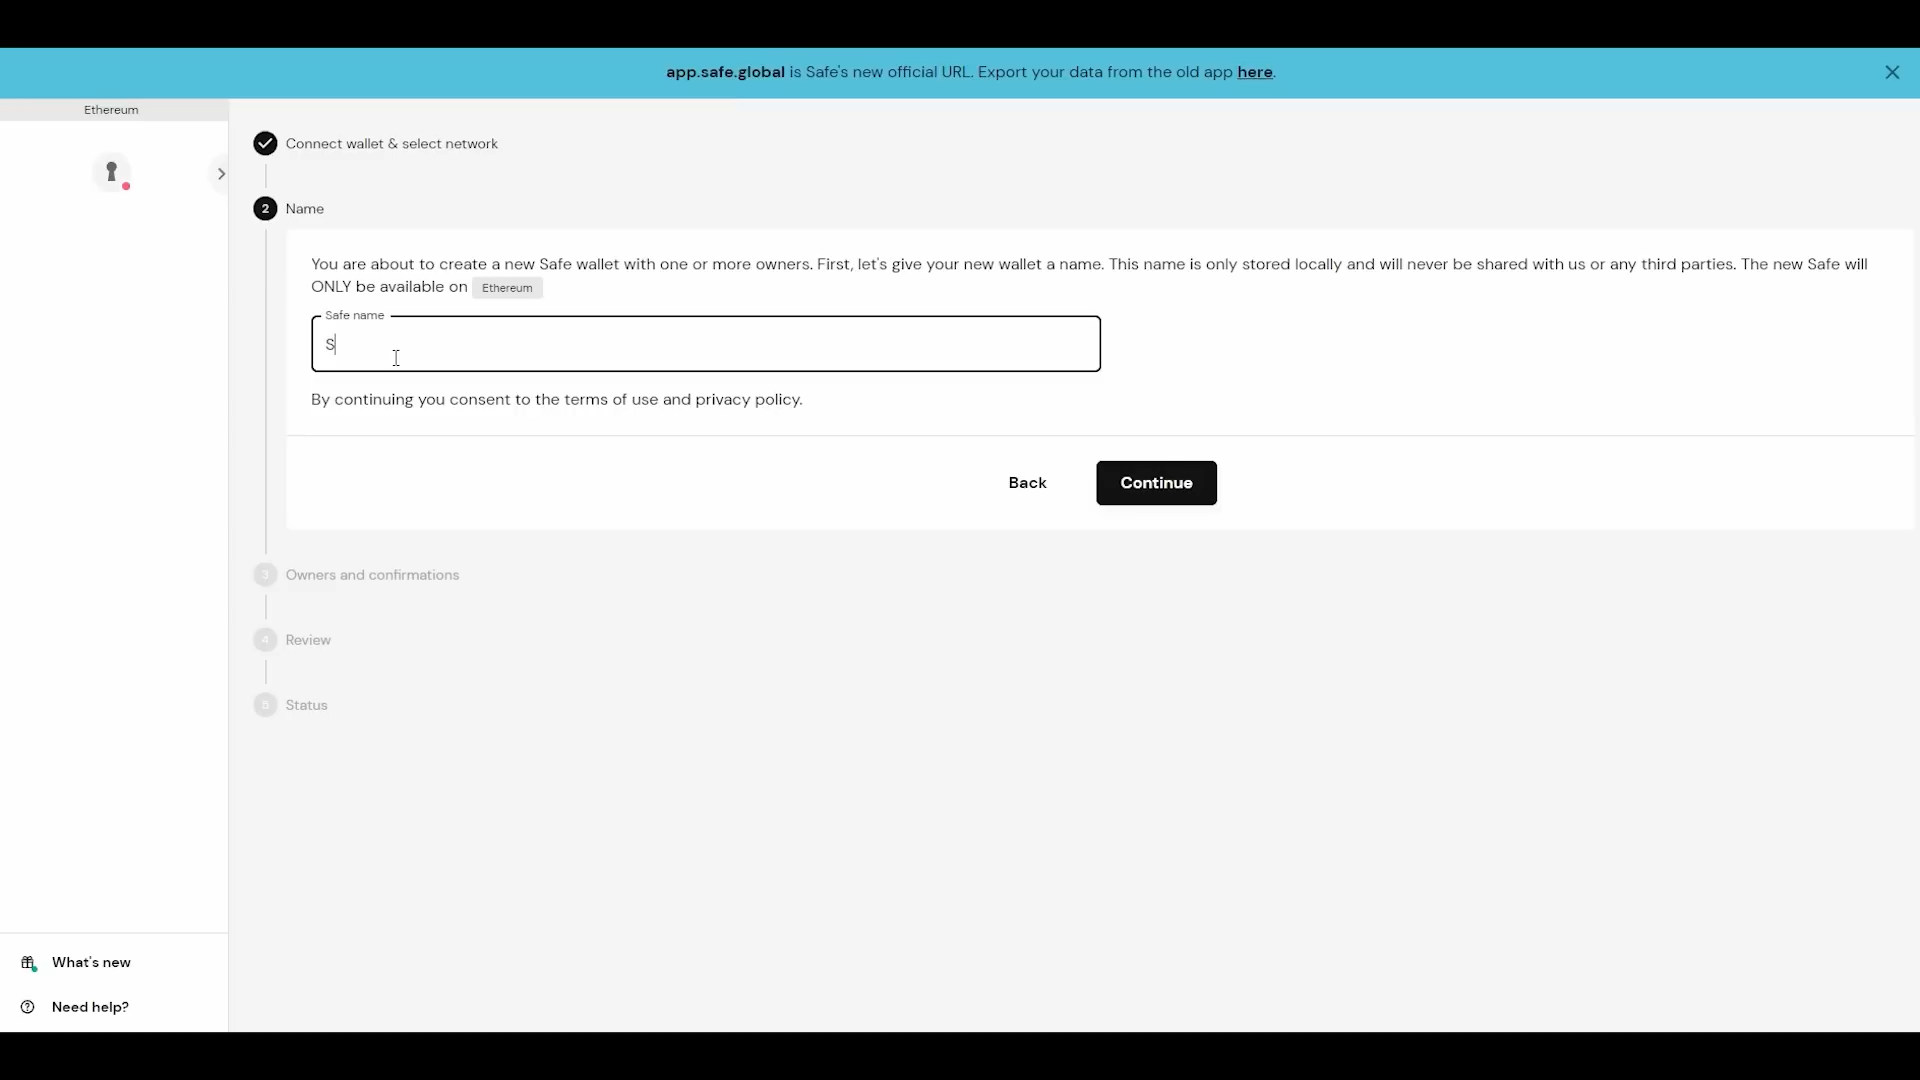 app.safe.global is Safe's new official URL. Export your data from the old app here.
Ethereum
Connect wallet & select network
2 Name
You are about to create a new Safe wallet with one or more owners. First, let's give your new wallet a name. This name is only stored locally and will never be shared with us or any third parties. The new Safe will
ONLY be available on Ethereum
Safe name
S
By continuing you consent to the terms of use and privacy policy.
Back Continue
3 Owners and confirmations
4 Review
5 Status
What's new
Need help?